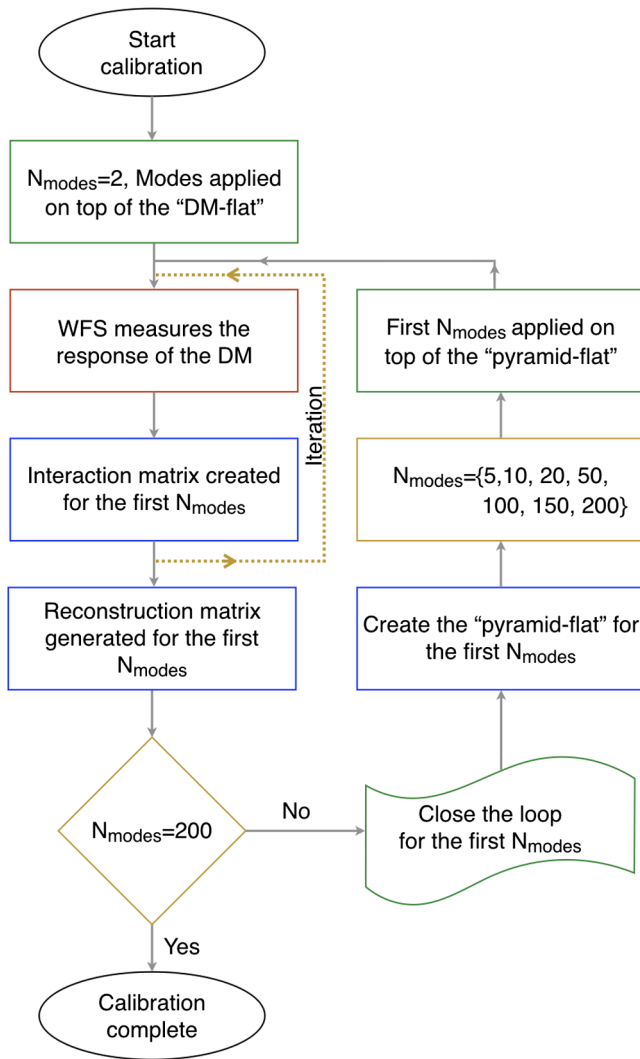 Start
calibration
Nmodes=2, Modes applied
on top of the “DM-flat”
WFS measures the
response of the DM
Iteration
Interaction matrix created
for the first Nmodes
Reconstruction matrix
generated for the first
Nmodes
Nmodes=200
No
Yes
Calibration
complete
Close the loop
for the first Nmodes
Create the “pyramid-flat” for
the first Nmodes
Nmodes={5,10, 20, 50,
100, 150, 200}
First Nmodes applied on
top of the “pyramid-flat”